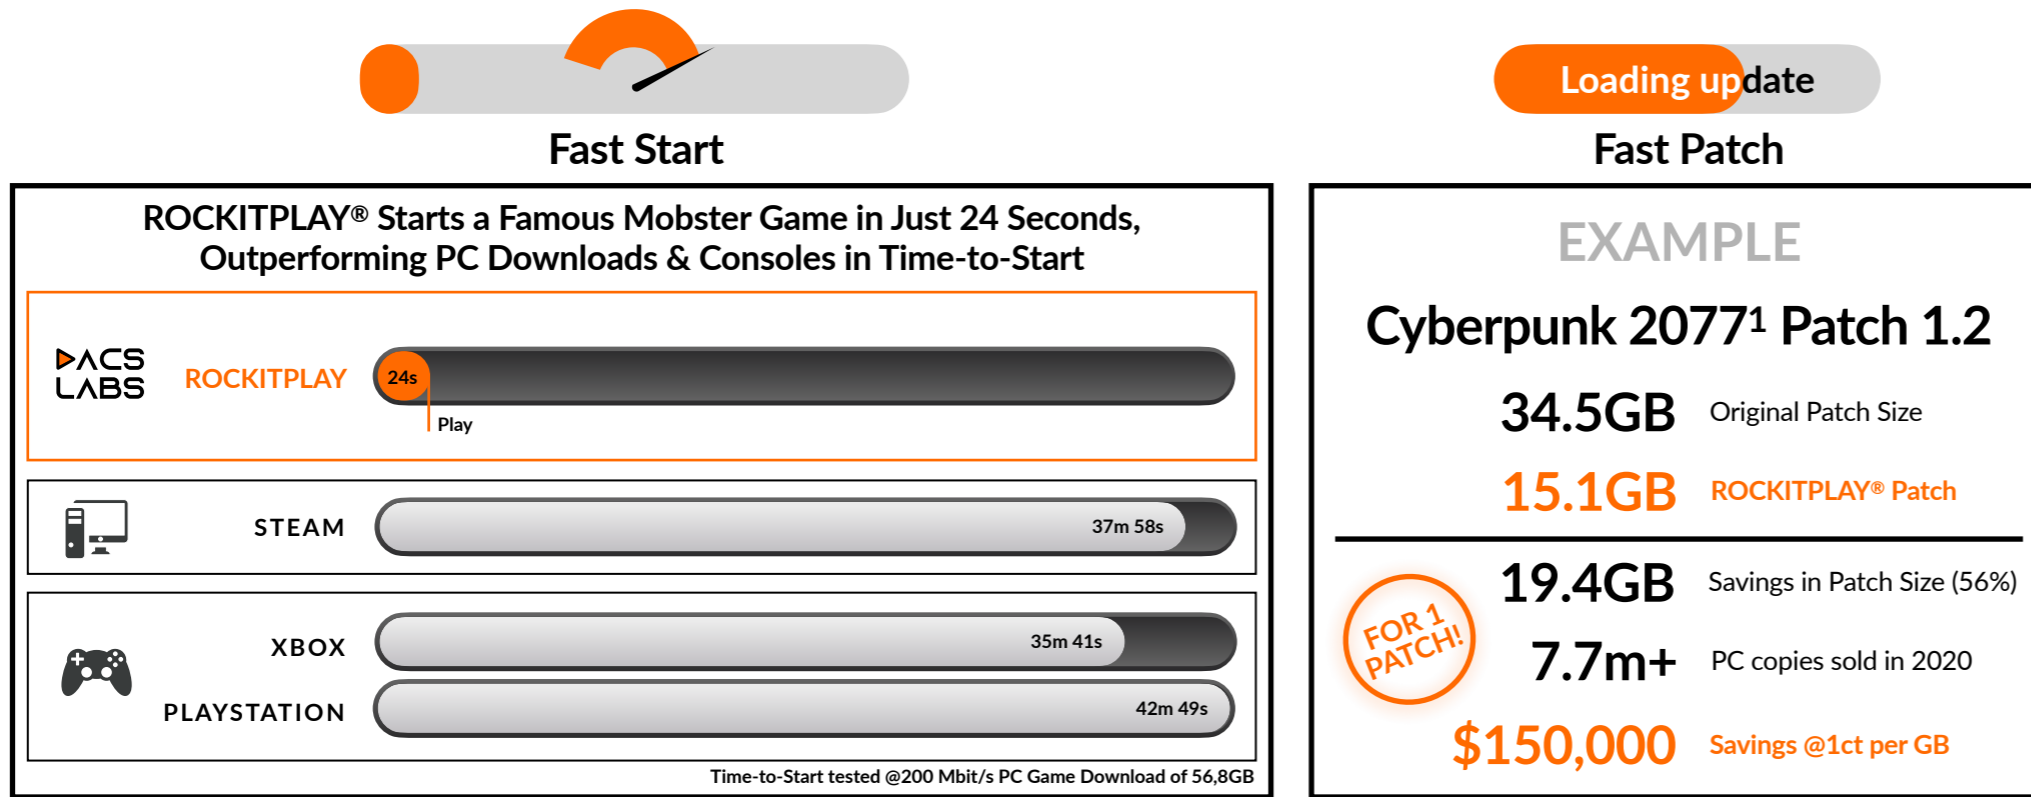 Fast Start
ROCKITPLAY® Starts a Famous Mobster Game in Just 24 Seconds,
Outperforming PC Downloads & Consoles in Time-to-Start
DACS
LABS
ROCKITPLAY
24s
Play
STEAM
37m 58s
XBOX
35m 41s
PLAYSTATION
42m 49s
Time-to-Start tested @200 Mbit/s PC Game Download of 56,8GB
Loading update
Fast Patch
EXAMPLE
Cyberpunk 2077¹ Patch 1.2
34.5GB Original Patch Size
15.1GB ROCKITPLAY® Patch
19.4GB Savings in Patch Size (56%)
FOR 1
PATCH!
7.7m+ PC copies sold in 2020
$150,000 Savings @1ct per GB